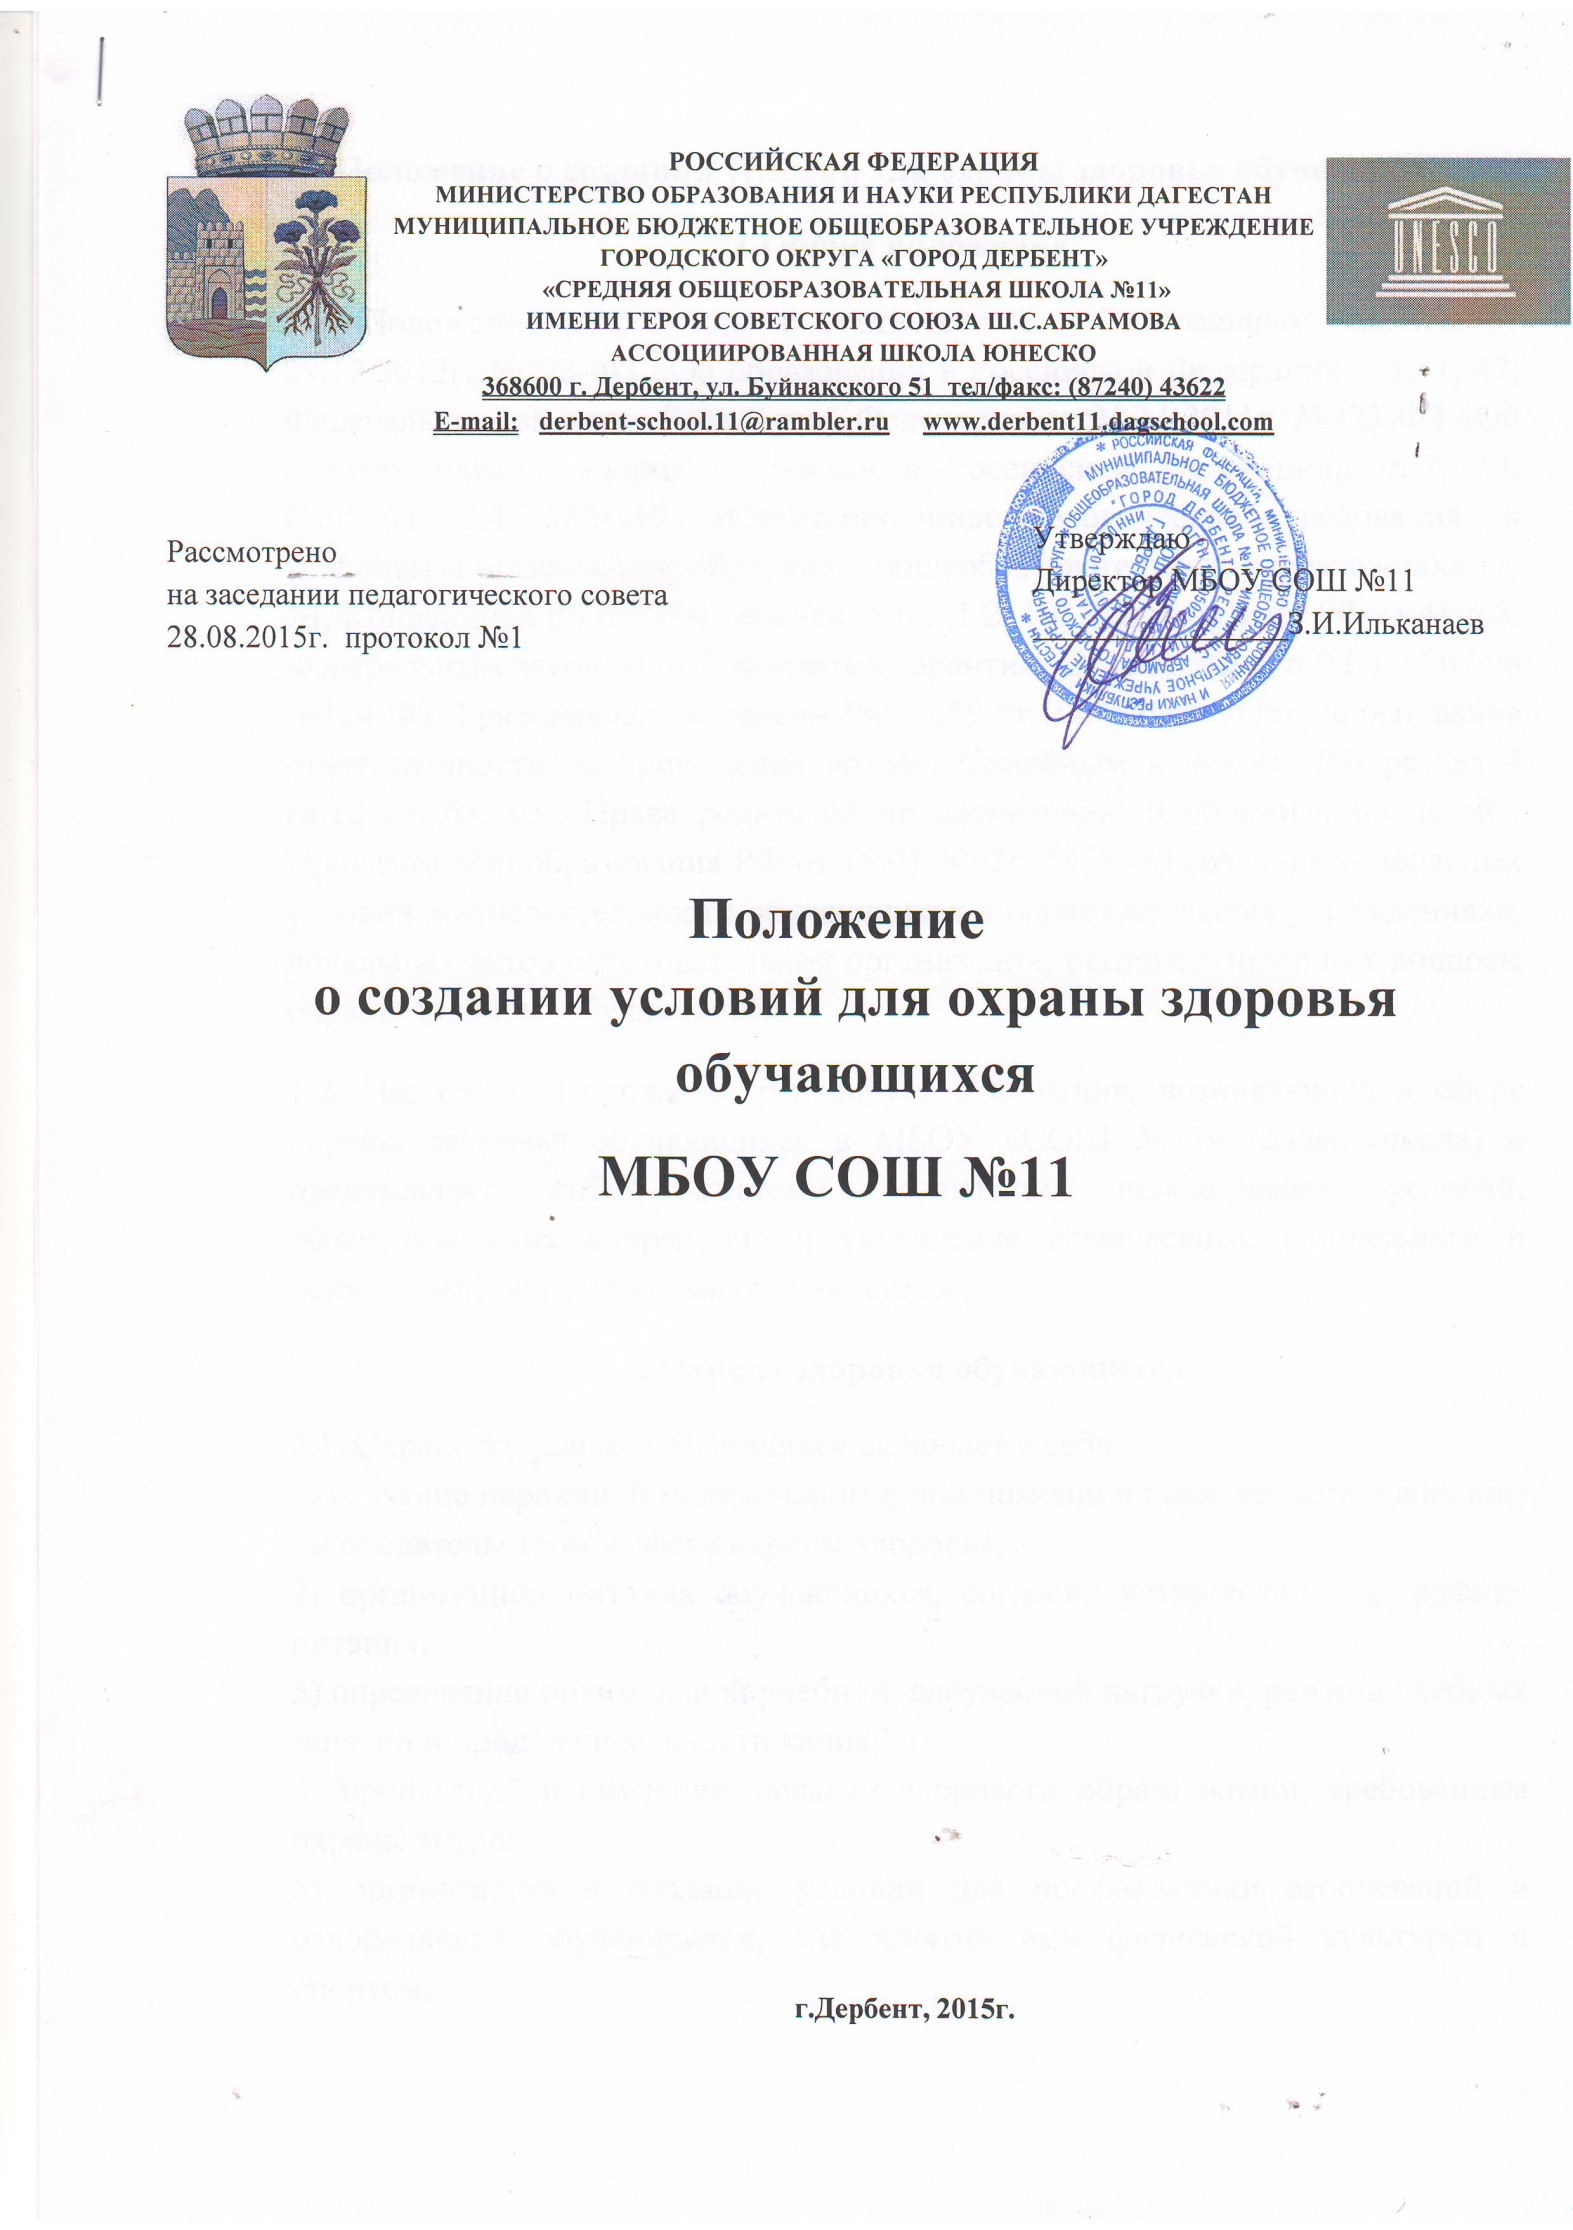 РОССИЙСКАЯ ФЕДЕРАЦИЯ
МИНИСТЕРСТВО ОБРАЗОВАНИЯ И НАУКИ РЕСПУБЛИКИ ДАГЕСТАН
МУНИЦИПАЛЬНОЕ БЮДЖЕТНОЕ ОБЩЕОБРАЗОВАТЕЛЬНОЕ УЧРЕЖДЕНИЕ
ГОРОДСКОГО ОКРУГА «ГОРОД ДЕРБЕНТ»
«СРЕДНЯЯ ОБЩЕОБРАЗОВАТЕЛЬНАЯ ШКОЛА №11»
ИМЕНИ ГЕРОЯ СОВЕТСКОГО СОЮЗА Ш.С.АБРАМОВА
АССОЦИИРОВАННАЯ ШКОЛА ЮНЕСКО
368600 г. Дербент, ул. Буйнакского 51 тел/факс: (87240) 43622
E-mail: derbent-school.11@rambler.ru www.derbent11.dagschool.com
UNESCO
Рассмотрено
на заседании педагогического совета
28.08.2015г. протокол №1
Утверждаю
Директор МБОУ СОШ №11
З.И.Ильканаев
Положение
о создании условий для охраны здоровья
обучающихся
МБОУ СОШ №11
г.Дербент, 2015г.